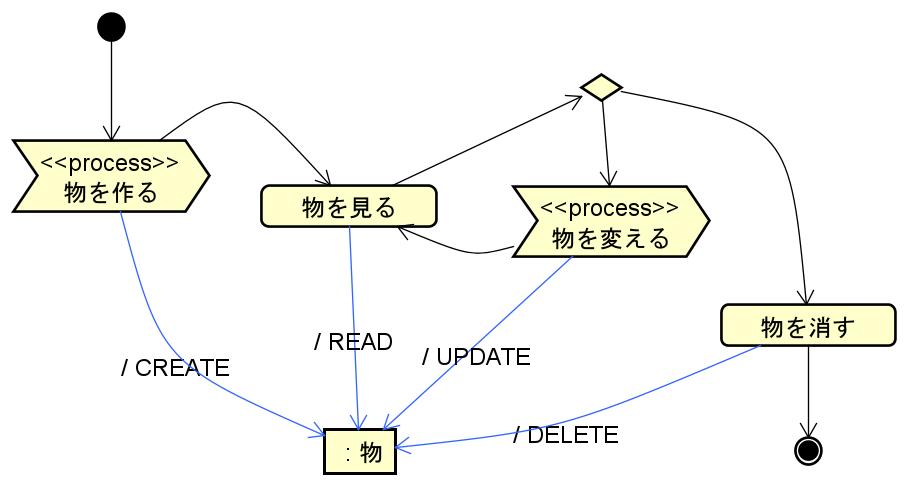 <<process>>
物を作る
物を見る
<<process>>
物を変える
物を消す
/ CREATE
/ READ
/ UPDATE
/ DELETE
: 物